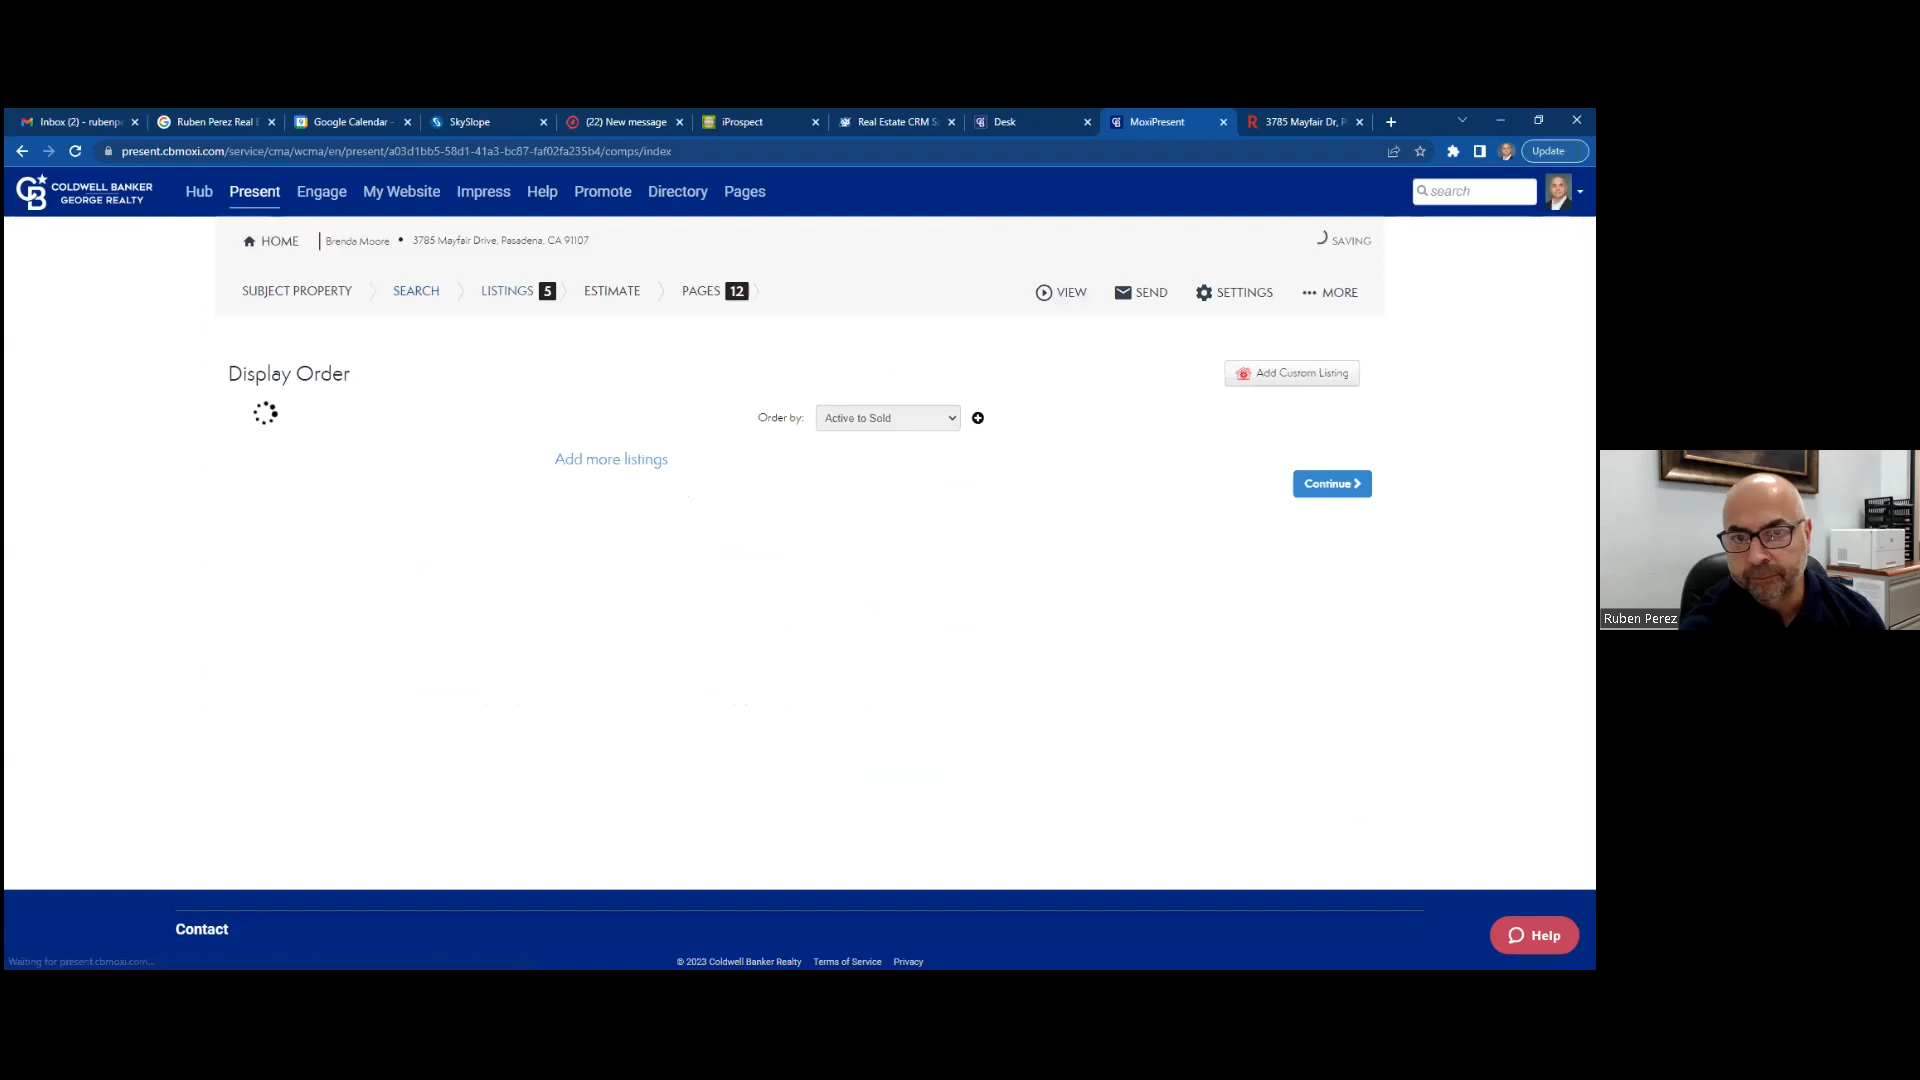 Inbox (2) - rubenp
Ruben Perez Real E
Google Calendar -
SkySlope
(22) New message
iProspect
Real Estate CRM S
Desk
MoxiPresent
3785 Mayfair Dr, P
present.cbmoxi.com/service/cma/wcma/en/present/a03d1bb5-58d1-41a3-bc87-faf02fa235b4/comps/index
Update
CB
COLDWELL BANKER
GEORGE REALTY
Hub
Present
Engage
My Website
Impress
Help
Promote
Directory
Pages
search
HOME
Brenda Moore • 3785 Mayfair Drive, Pasadena, CA 91107
SAVING
SUBJECT PROPERTY
SEARCH
LISTINGS 5
ESTIMATE
PAGES 12
VIEW
SEND
SETTINGS
MORE
Display Order
Add Custom Listing
Order by:
Active to Sold
Add more listings
Continue
Ruben Perez
Contact
Help
Waiting for present.cbmoxi.com...
© 2023 Coldwell Banker Realty
Terms of Service
Privacy